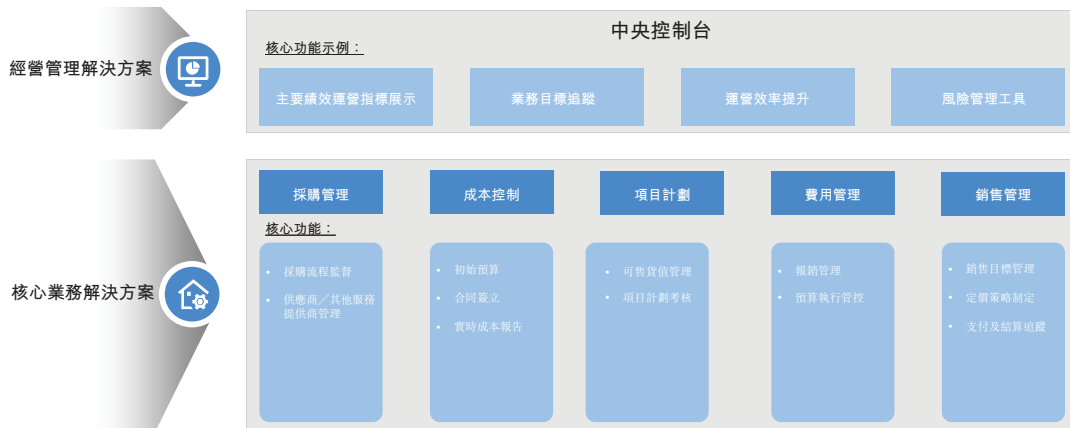 中央控制台
經營管理解決方案
核心功能示例：
主要績效運營指標展示
業務目標追蹤
運營效率提升
風險管理工具
核心業務解決方案
採購管理
成本控制
項目計劃
費用管理
銷售管理
核心功能：
• 採購流程監督
• 供應商／其他服務
提供商管理
• 初始預算
• 合同簽立
• 實時成本報告
• 可售貨值管理
• 項目計劃考核
• 報銷管理
• 預算執行管控
• 銷售目標管理
• 定價策略制定
• 支付及結算追蹤